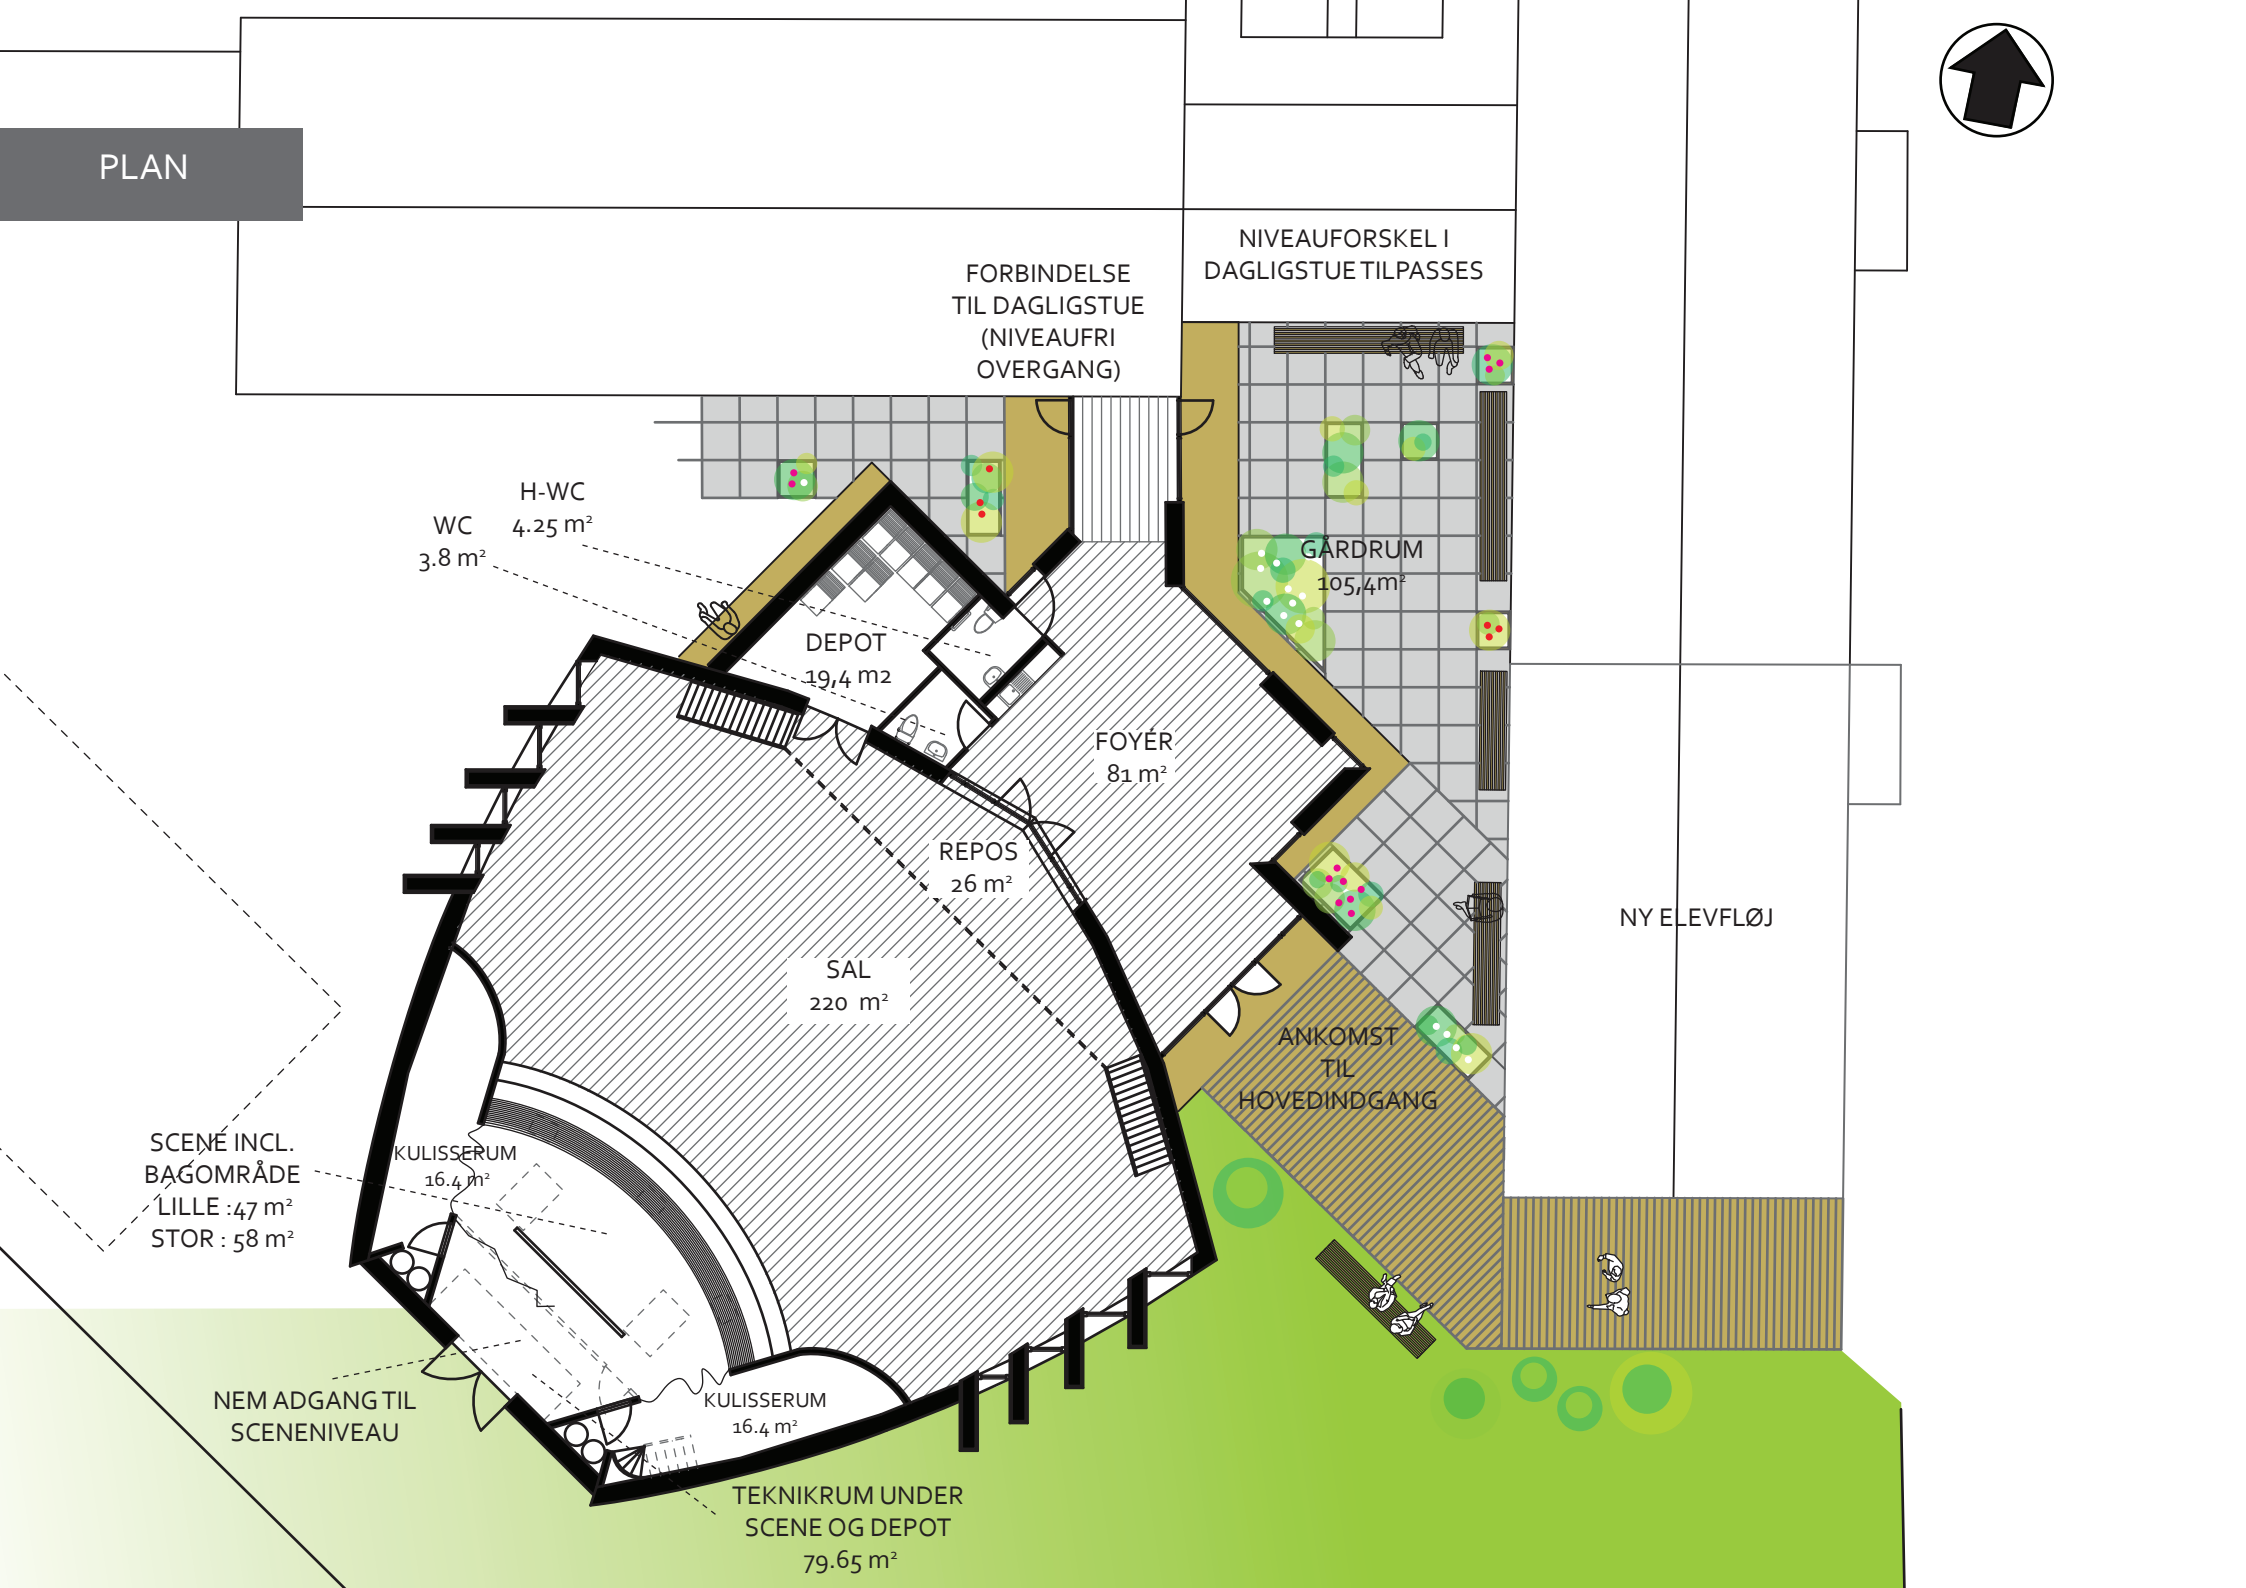 PLAN
NIVEAUFORSKEL I
DAGLIGSTUE TILPASSES
FORBINDELSE
TIL DAGLIGSTUE
(NIVEAUFRI
OVERGANG)
H-WC
4.25 m²
WC
3.8 m²
GÅRDRUM
105,4m²
DEPOT
19,4 m2
FOYÉR
81 m²
REPOS
26 m²
SAL
220 m²
NY ELEVFLØJ
ANKOMST
TIL
HOVEDINDGANG
SCENE INCL.
BAGOMRÅDE
LILLE :47 m²
STOR : 58 m²
KULISSERUM
16.4 m²
NEM ADGANG TIL
SCENENIVEAU
KULISSERUM
16.4 m²
TEKNIKRUM UNDER
SCENE OG DEPOT
79.65 m²